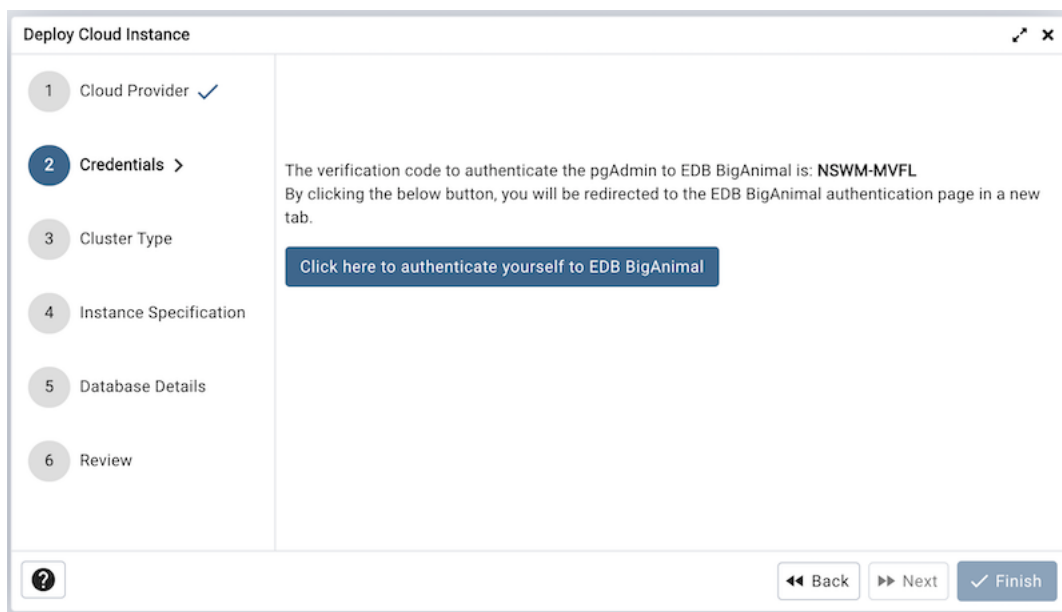 Deploy Cloud Instance
1 Cloud Provider
2 Credentials
3 Cluster Type
4 Instance Specification
5 Database Details
6 Review
The verification code to authenticate the pgAdmin to EDB BigAnimal is: NSWM-MVFL
By clicking the below button, you will be redirected to the EDB BigAnimal authentication page in a new
tab.
Click here to authenticate yourself to EDB BigAnimal
?
Back
Next
Finish